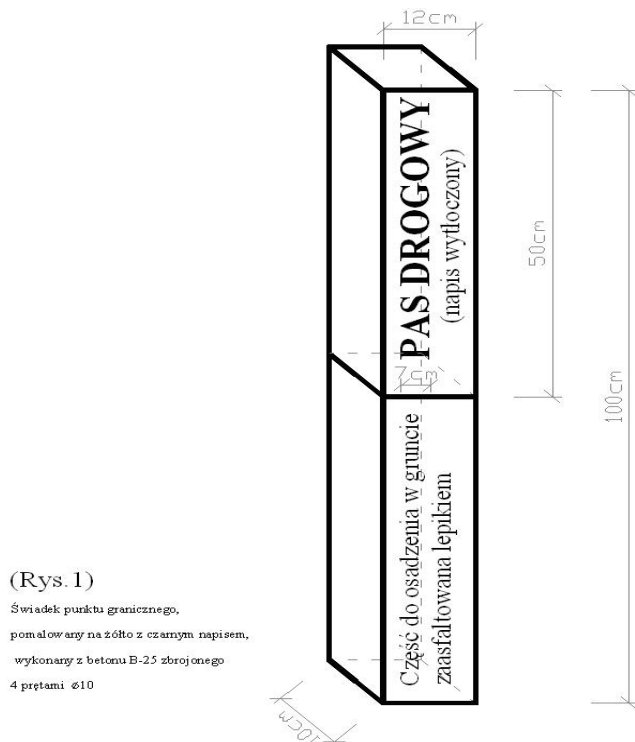 12cm
PAS DROGOWY
(napis wytłoczony)
50cm
7cm
100cm
Część do osadzenia w gruncie
zaasfaltowana lepikiem
(Rys.1)
Świadek punktu granicznego,
pomalowany na żółto z czarnym napisem,
wykonany z betonu B-25 zbrojonego
4 prętami ø10
10cm